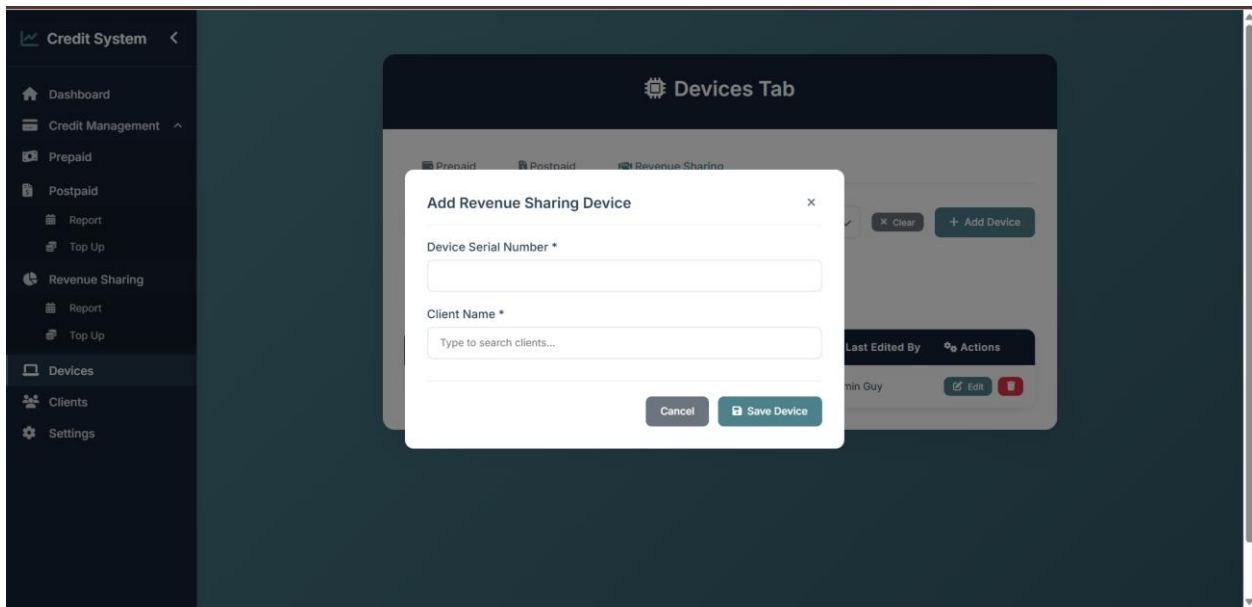 Credit System
Dashboard
Credit Management
Prepaid
Postpaid
Report
Top Up
Revenue Sharing
Report
Top Up
Devices
Clients
Settings
Devices Tab
Prepaid Postpaid Revenue Sharing
Clear + Add Device
Add Revenue Sharing Device ×
Device Serial Number *
Client Name *
Type to search clients...
Cancel Save Device
Last Edited By Actions
min Guy Edit